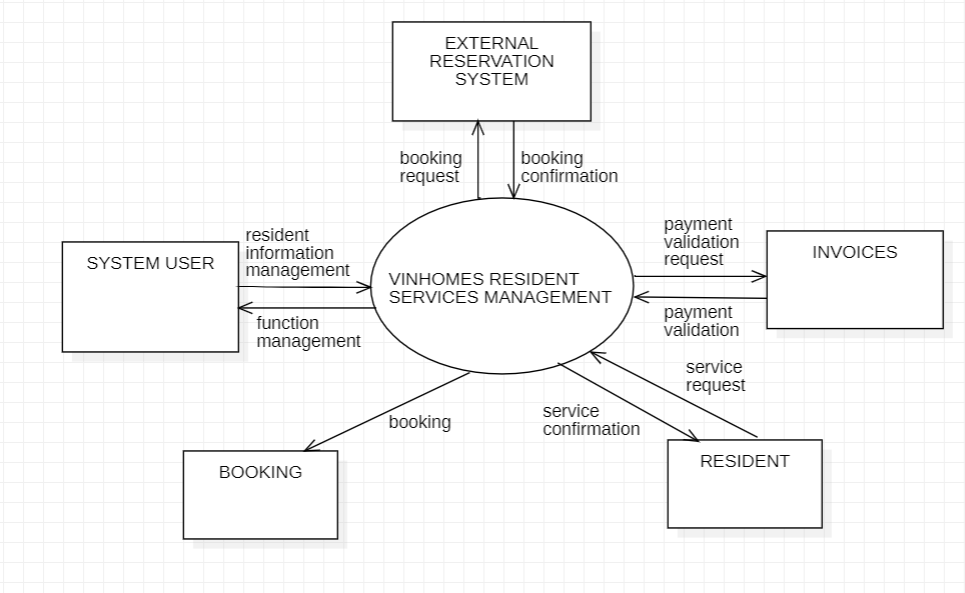 EXTERNAL
RESERVATION
SYSTEM
booking
request
booking
confirmation
resident
information
management
SYSTEM USER
function
management
VINHOMES RESIDENT
SERVICES MANAGEMENT
payment
validation
request
INVOICES
payment
validation
service
request
booking
service
confirmation
BOOKING
RESIDENT